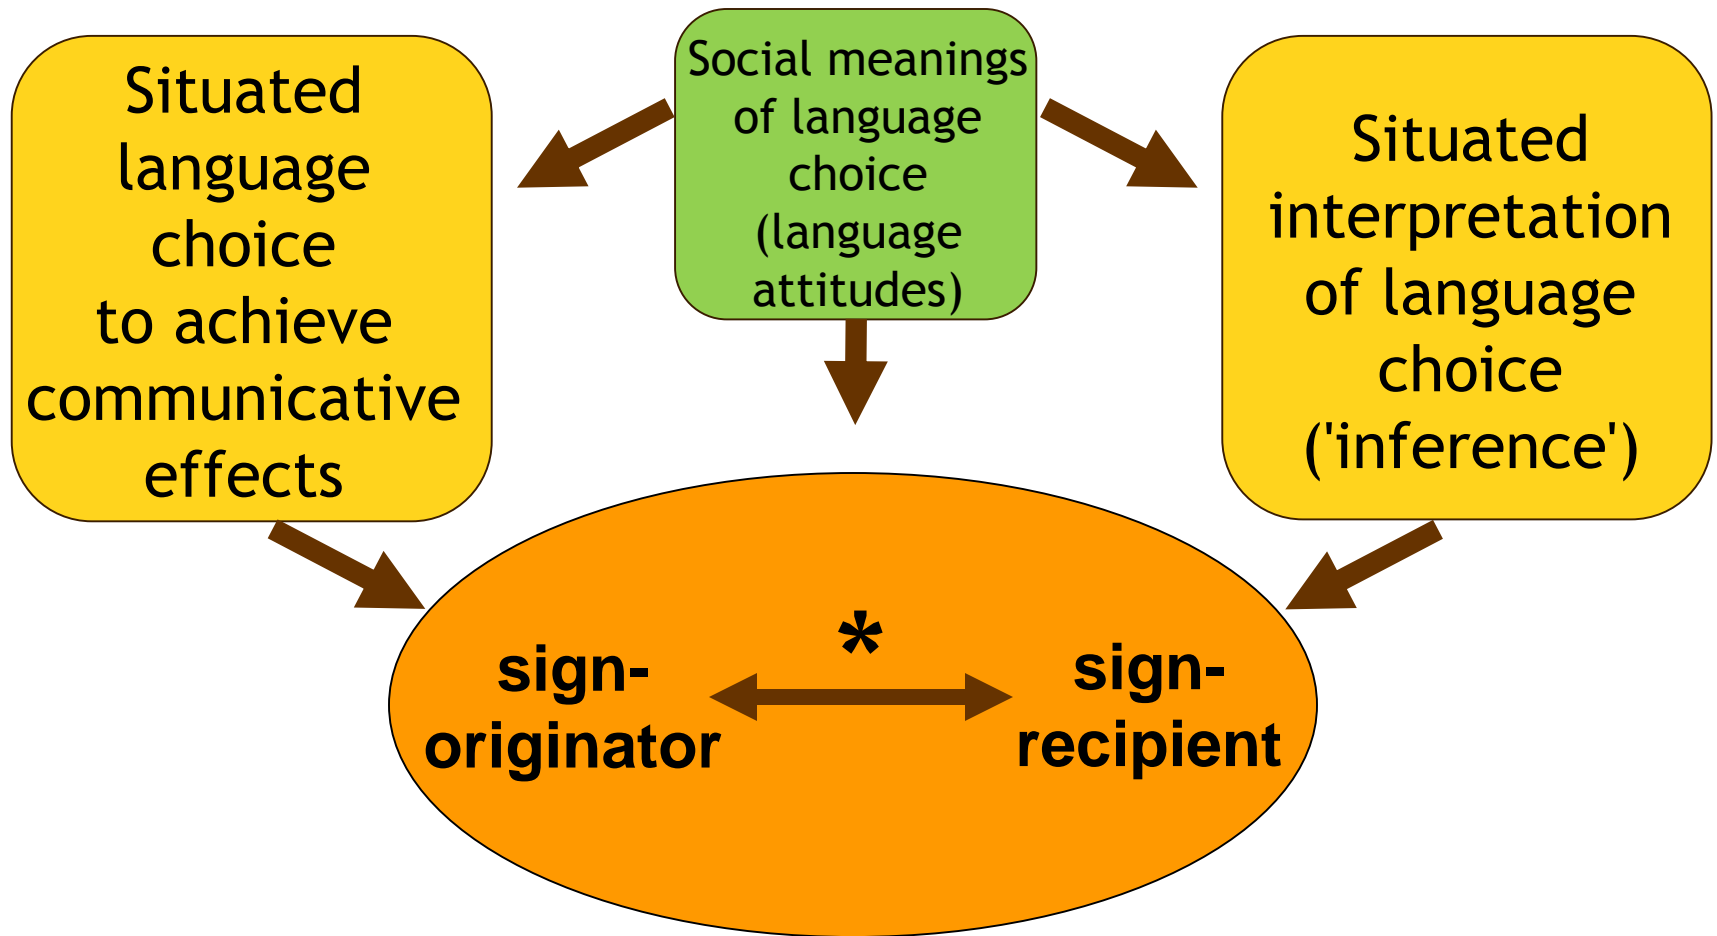 Situated
language
choice
to achieve
communicative
effects
Social meanings
of language
choice
(language
attitudes)
Situated
interpretation
of language
choice
('inference')
*
sign-
originator
sign-
recipient